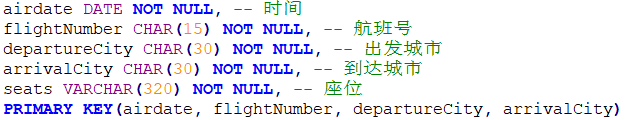 airdate DATE NOT NULL, -- 时间
flightNumber CHAR(15) NOT NULL, -- 航班号
departureCity CHAR(30) NOT NULL, -- 出发城市
arrivalCity CHAR(30) NOT NULL, -- 到达城市
seats VARCHAR(320) NOT NULL, -- 座位
PRIMARY KEY(airdate, flightNumber, departureCity, arrivalCity)